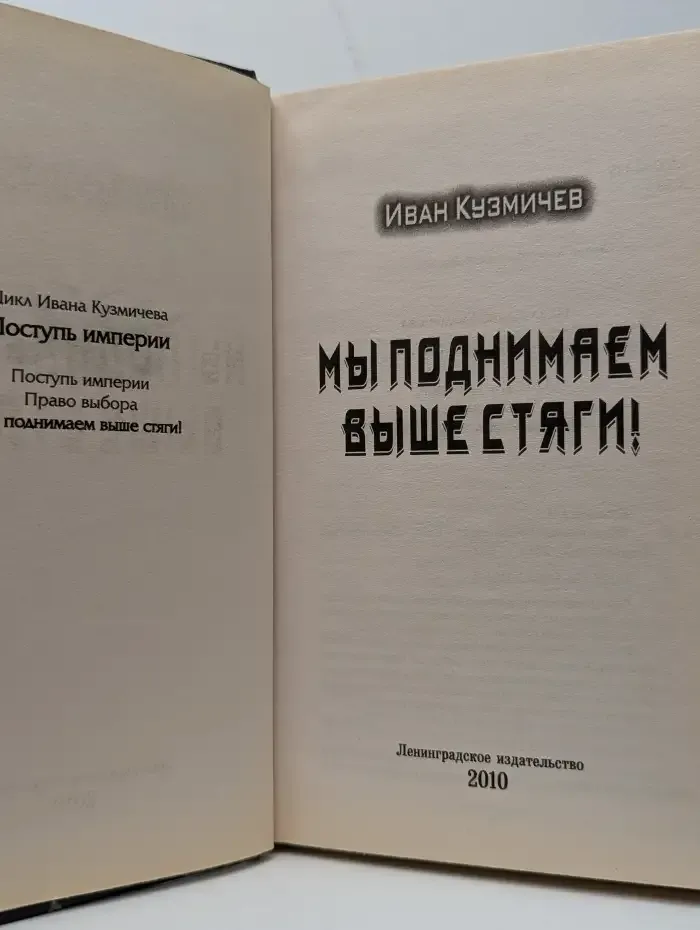 Цикл Ивана Кузмичева
Поступь империи
Поступь империи
Право выбора
поднимаем выше стяги!
Иван Кузмичев
МЫ ПОДНИМАЕМ
ВЫШЕ СТЯГИ!
Ленинградское издательство
2010